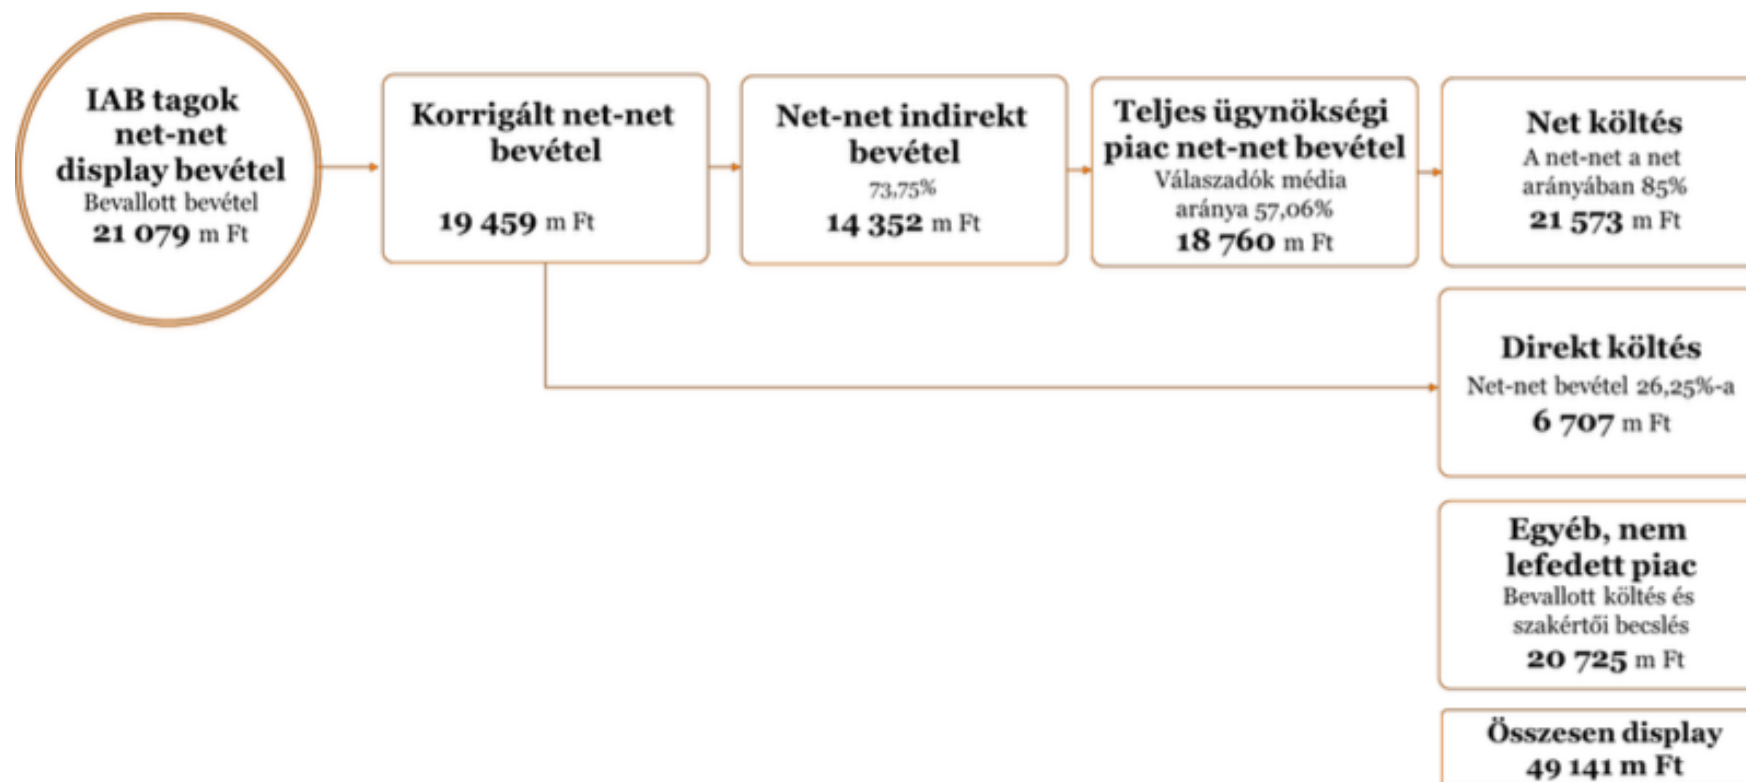 IAB tagok
net-net
display bevétel
Bevallott bevétel
21 079 m Ft
Korrigált net-net
bevétel
19 459 m Ft
Net-net indirekt
bevétel
73,75%
14 352 m Ft
Teljes ügynökségi
piac net-net bevétel
Válaszadók média
aránya 57,06%
18 760 m Ft
Net költés
A net-net a net
arányában 85%
21 573 m Ft
Direkt költés
Net-net bevétel 26,25%-a
6 707 m Ft
Egyéb, nem
lefedett piac
Bevallott költés és
szakértői becslés
20 725 m Ft
Összesen display
49 141 m Ft